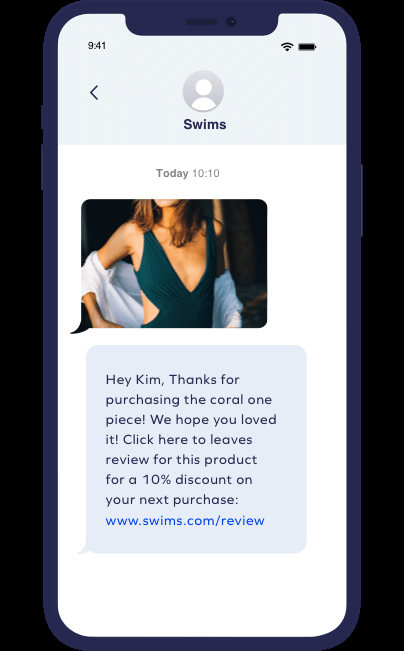 9:41
Swims
Today 10:10
Hey Kim, Thanks for
purchasing the coral one
piece! We hope you loved
it! Click here to leaves
review for this product
for a 10% discount on
your next purchase:
www.swims.com/review